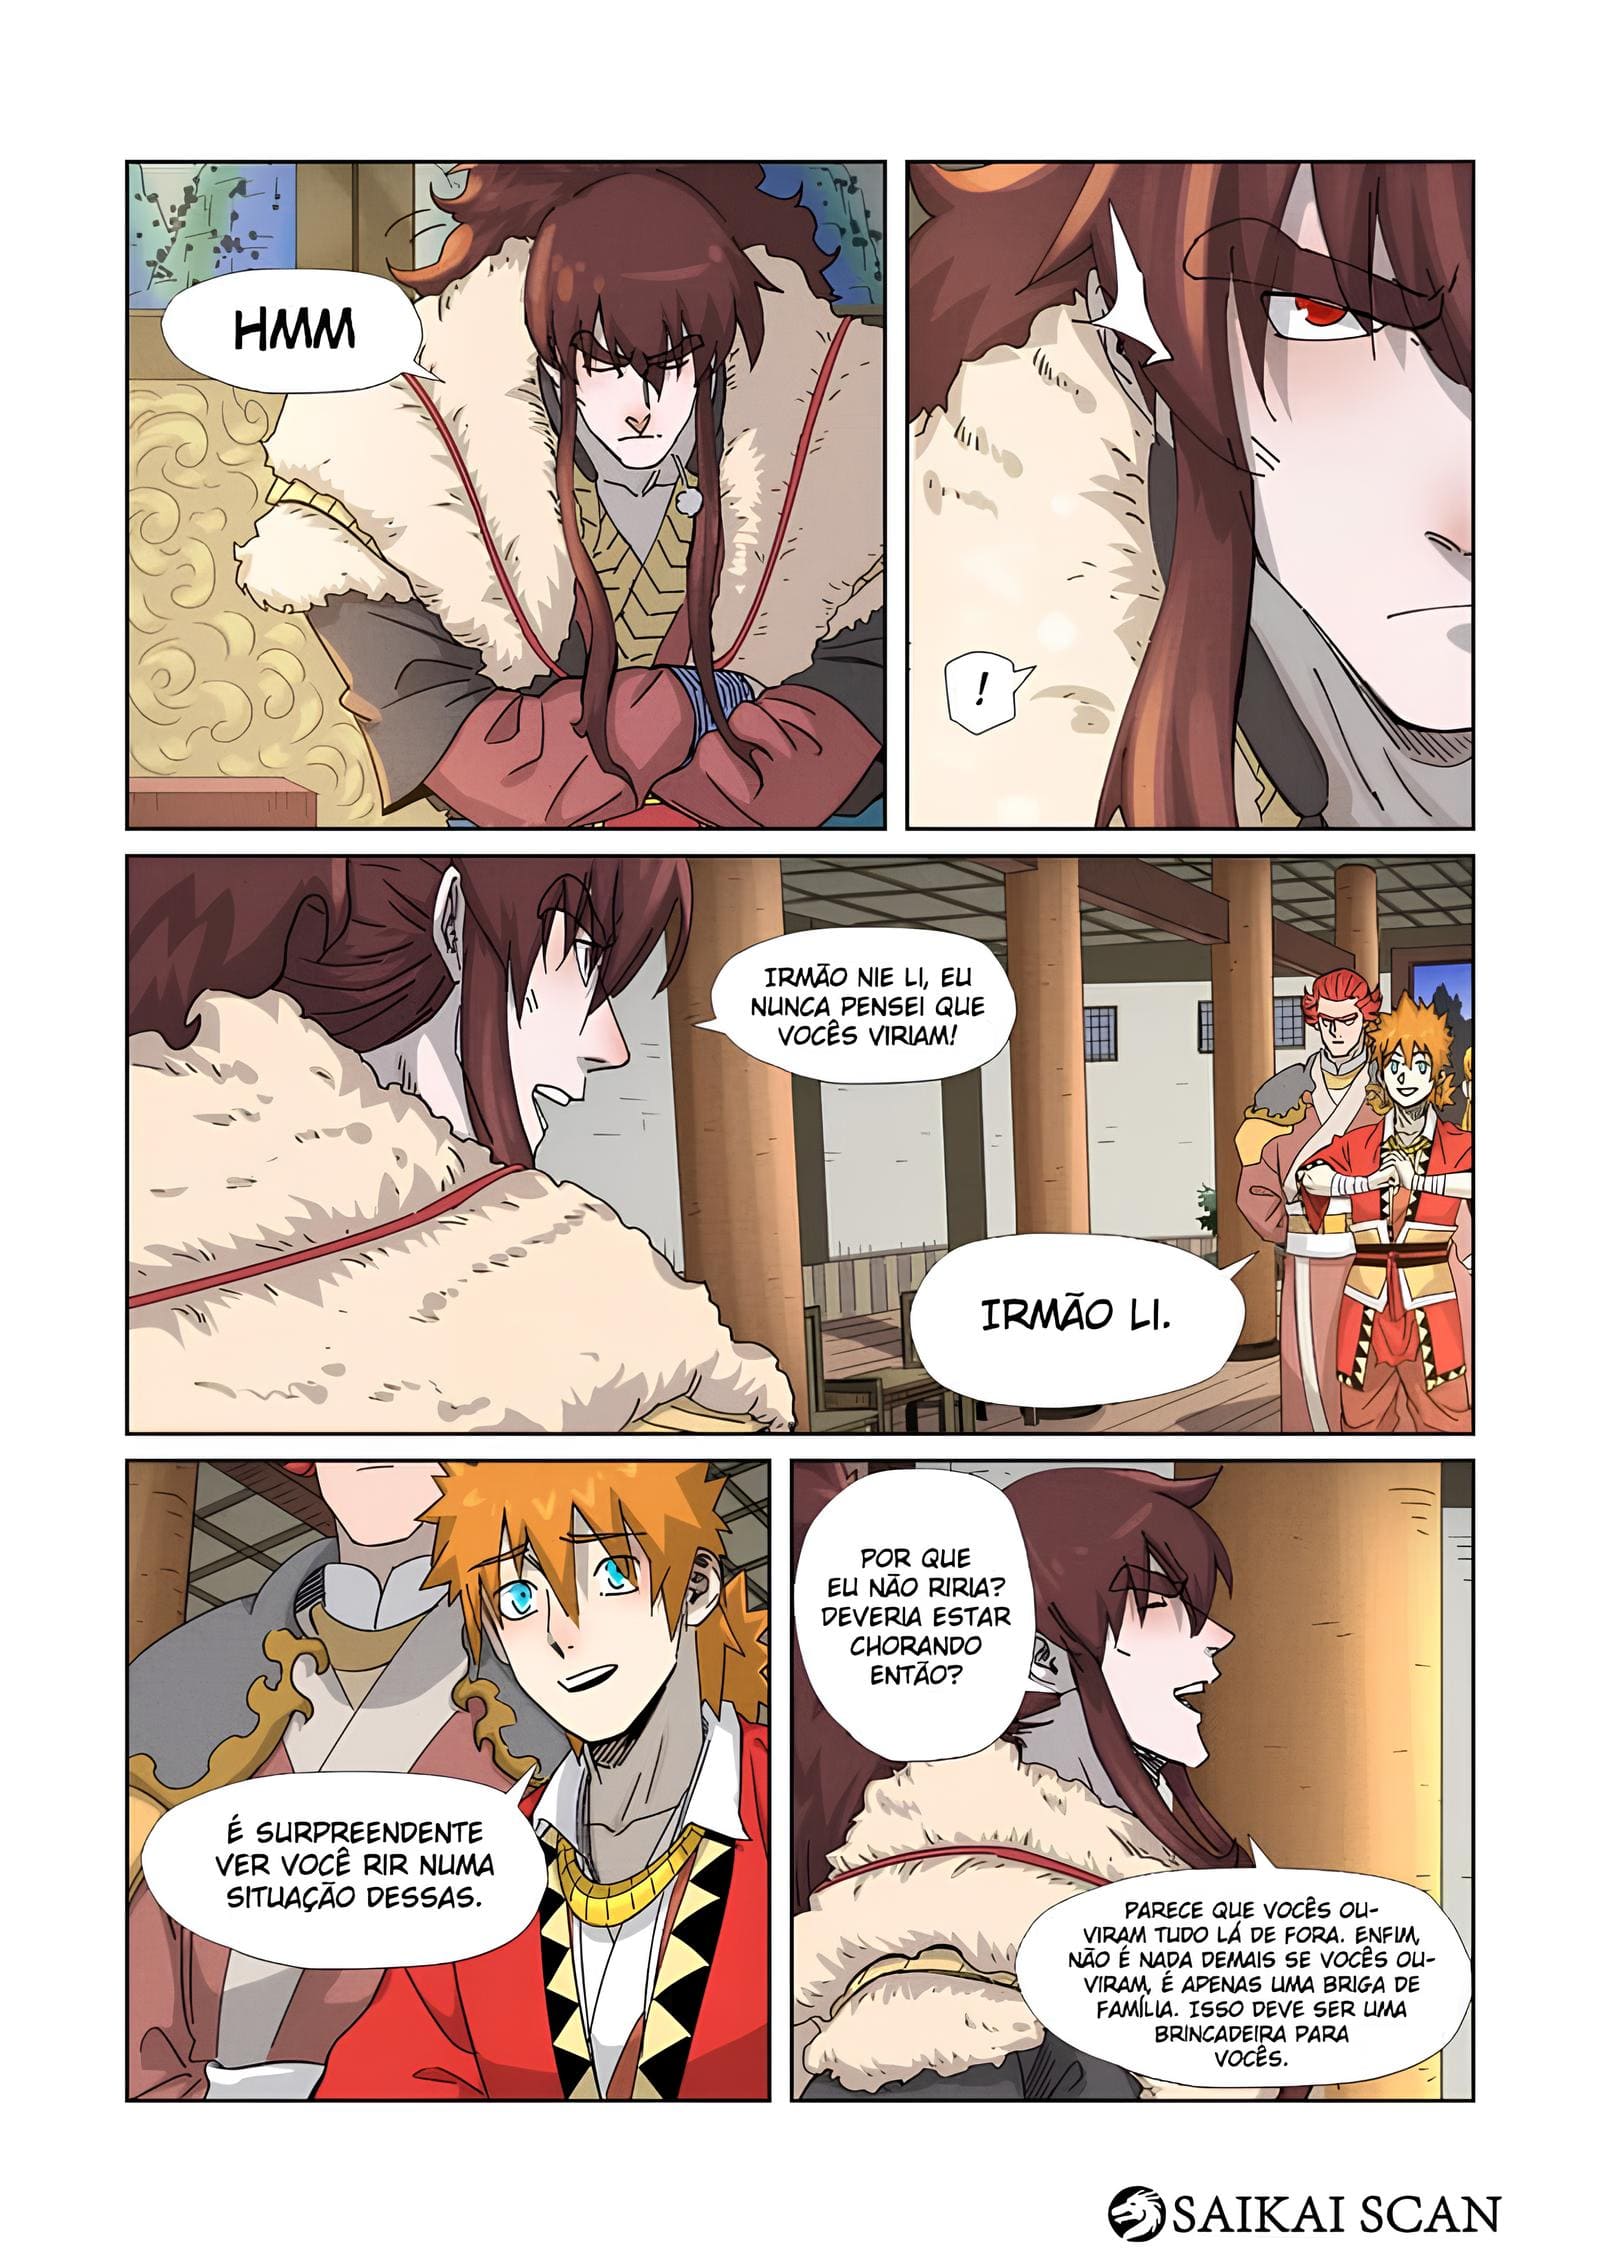 HMM
!
IRMÃO NIE LI, EU
NUNCA PENSEI QUE
VOCÊS VIRIAM!
IRMÃO LI.
É SURPREENDENTE
VER VOCÊ RIR NUMA
SITUAÇÃO DESSAS.
POR QUE
EU NÃO RIRIA?
DEVERIA ESTAR
CHORANDO
ENTÃO?
PARECE QUE VOCÊS OU-
VIRAM TUDO LÁ DE FORA. ENFIM,
NÃO É NADA DEMAIS SE VOCÊS OU-
VIRAM, É APENAS UMA BRIGA DE
FAMÍLIA. ISSO DEVE SER UMA
BRINCADEIRA PARA
VOCÊS.
SAIKAI SCAN